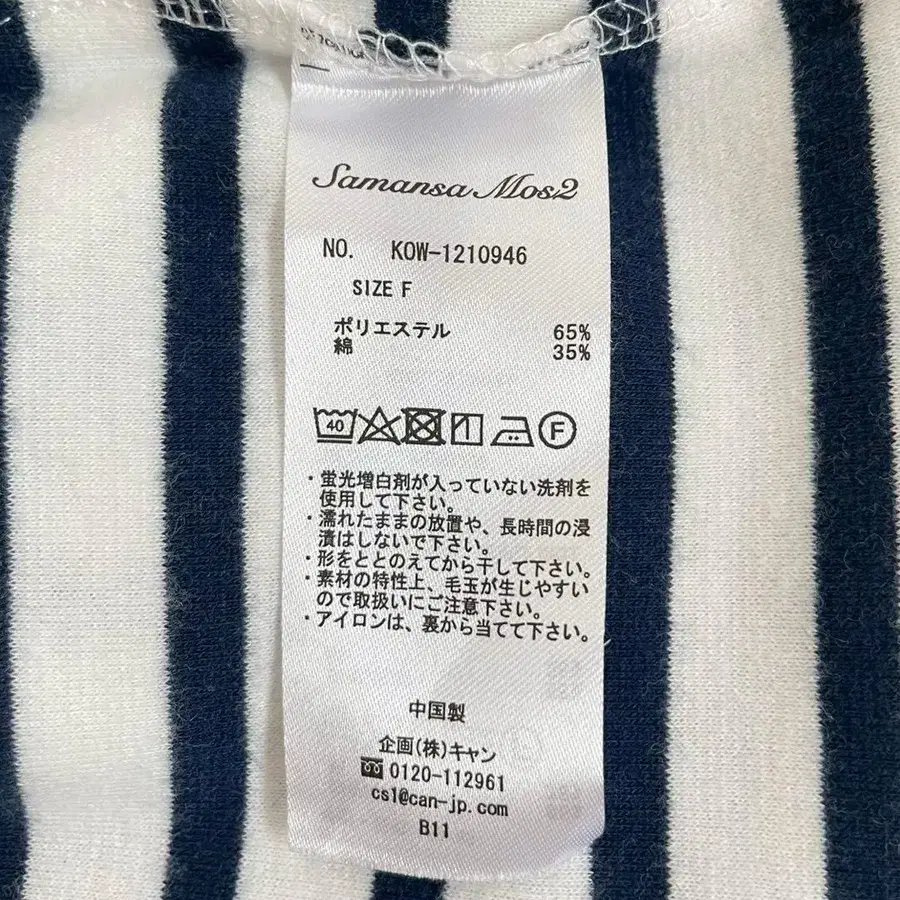 Samansa Mos2
NO. KOW-1210946
SIZE F
ポリエステル 65%
綿 35%
40
F
・蛍光増白剤が入っていない洗剤を
使用して下さい。
・濡れたままの放置や、長時間の浸
漬はしないで下さい。
・形をととのえてから干して下さい。
・素材の特性上、毛玉が生じやすい
ので取扱いにご注意下さい。
・アイロンは、裏から当てて下さい。
中国製
企画(株)キャン
0120-112961
cs1@can-jp.com
B11